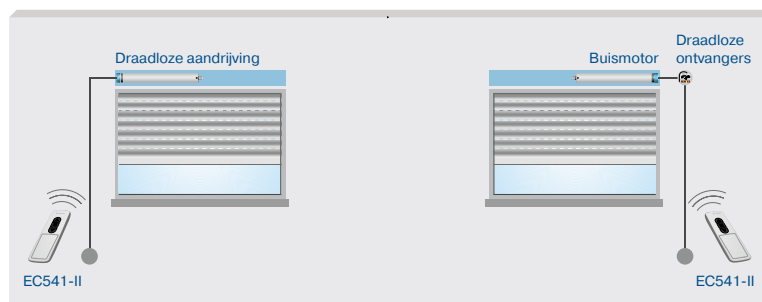 Draadloze aandrijving
Buismotor
Draadloze
ontvangers
EC541-II
EC541-II